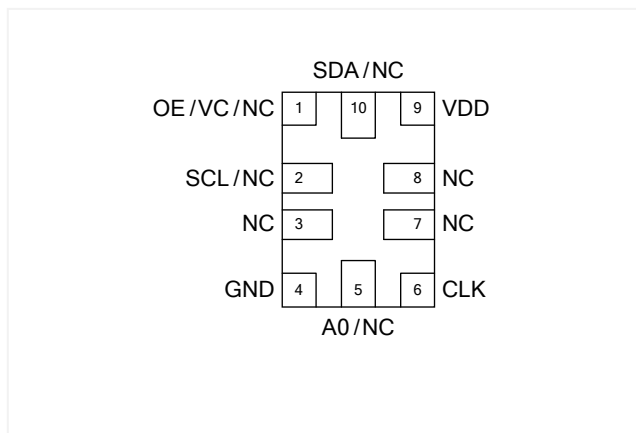 SDA/NC
OE/VC/NC 1 10 9 VDD
SCL/NC 2 8 NC
NC 3 7 NC
GND 4 5 6 CLK
A0/NC